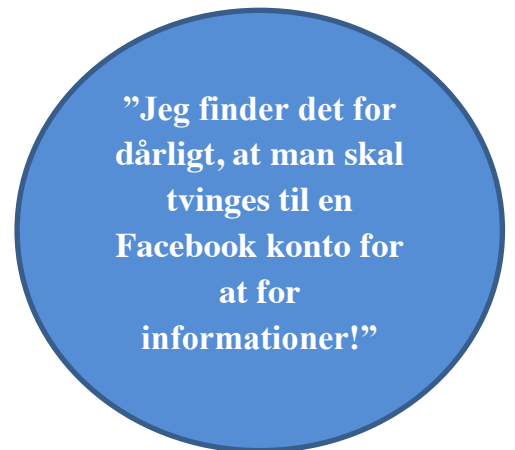 ”Jeg finder det for
dårligt, at man skal
tvinges til en
Facebook konto for
at for
informationer!”